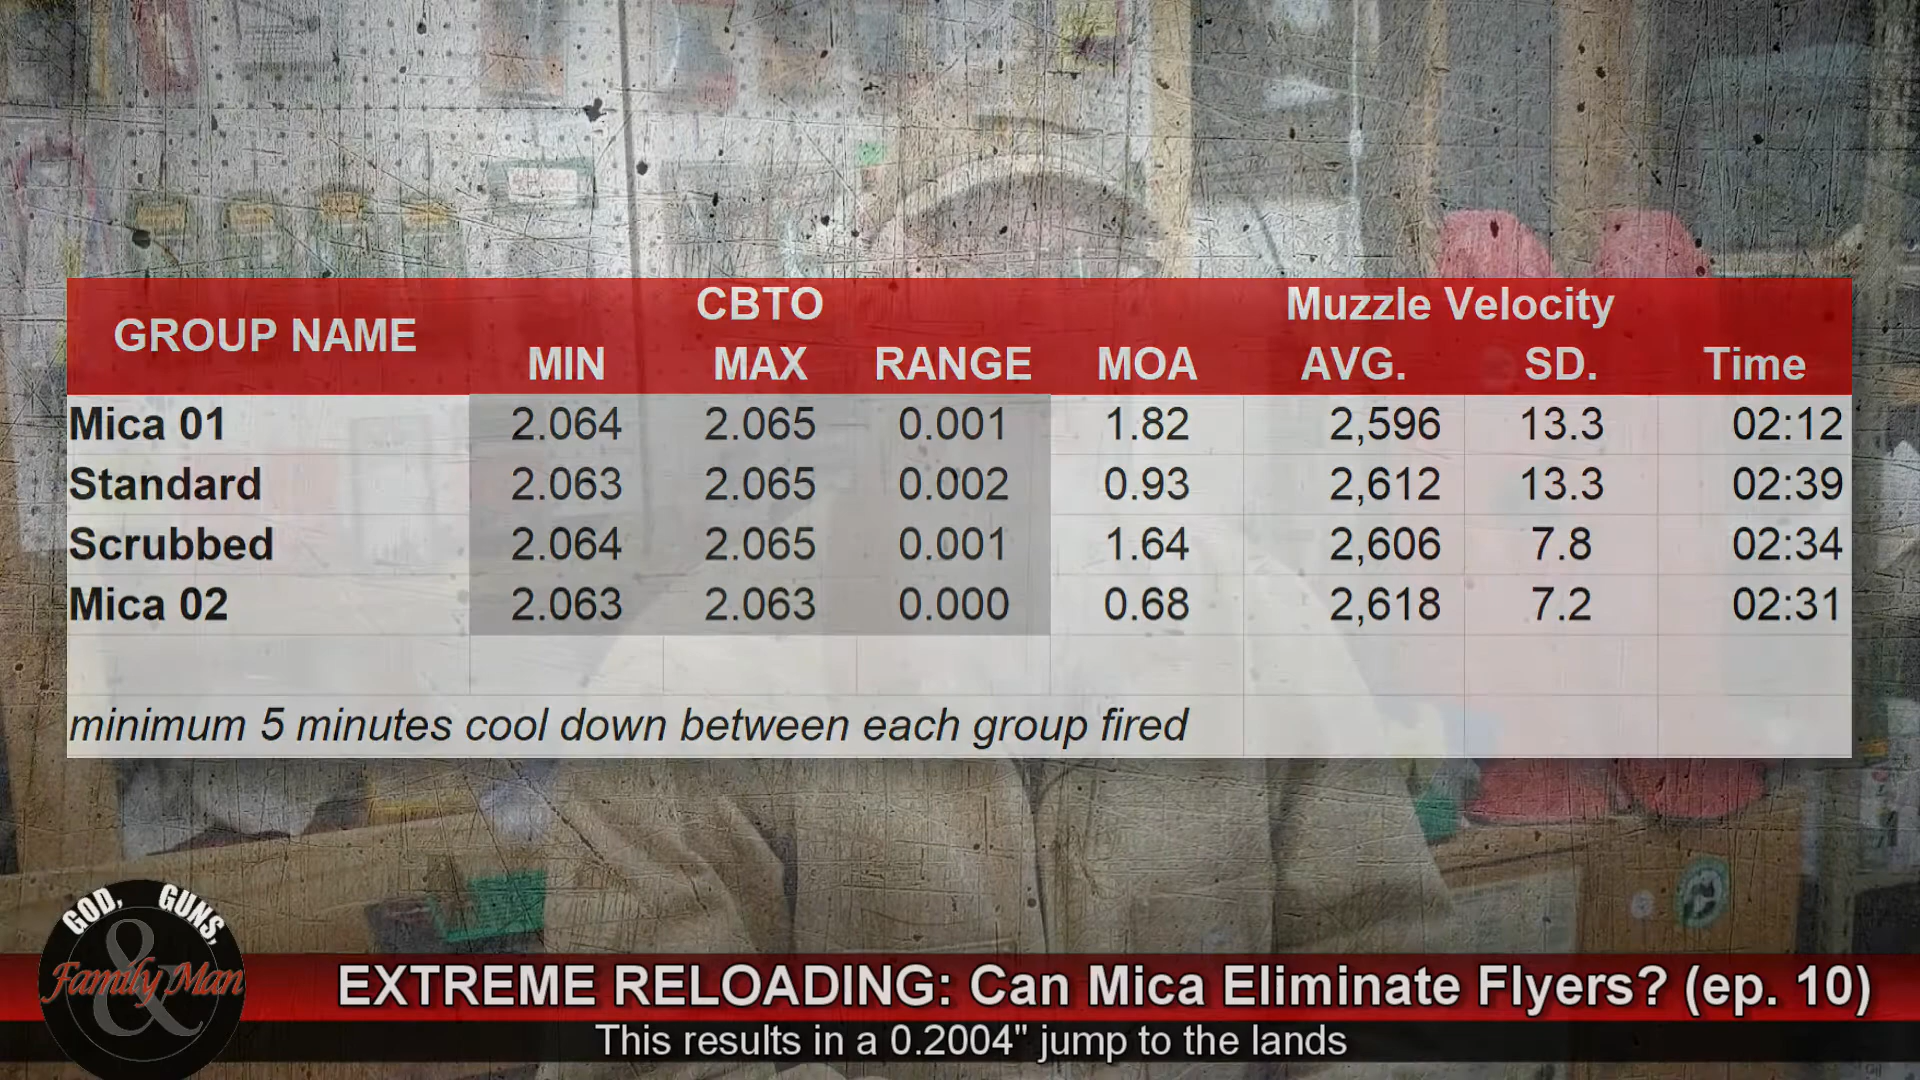 CBTO Muzzle Velocity
GROUP NAME
MIN MAX RANGE MOA AVG. SD. Time
Mica 01 2.064 2.065 0.001 1.82 2,596 13.3 02:12
Standard 2.063 2.065 0.002 0.93 2,612 13.3 02:39
Scrubbed 2.064 2.065 0.001 1.64 2,606 7.8 02:34
Mica 02 2.063 2.063 0.000 0.68 2,618 7.2 02:31
minimum 5 minutes cool down between each group fired
GOD, GUNS,
&
Family Man
EXTREME RELOADING: Can Mica Eliminate Flyers? (ep. 10)
This results in a 0.2004" jump to the lands